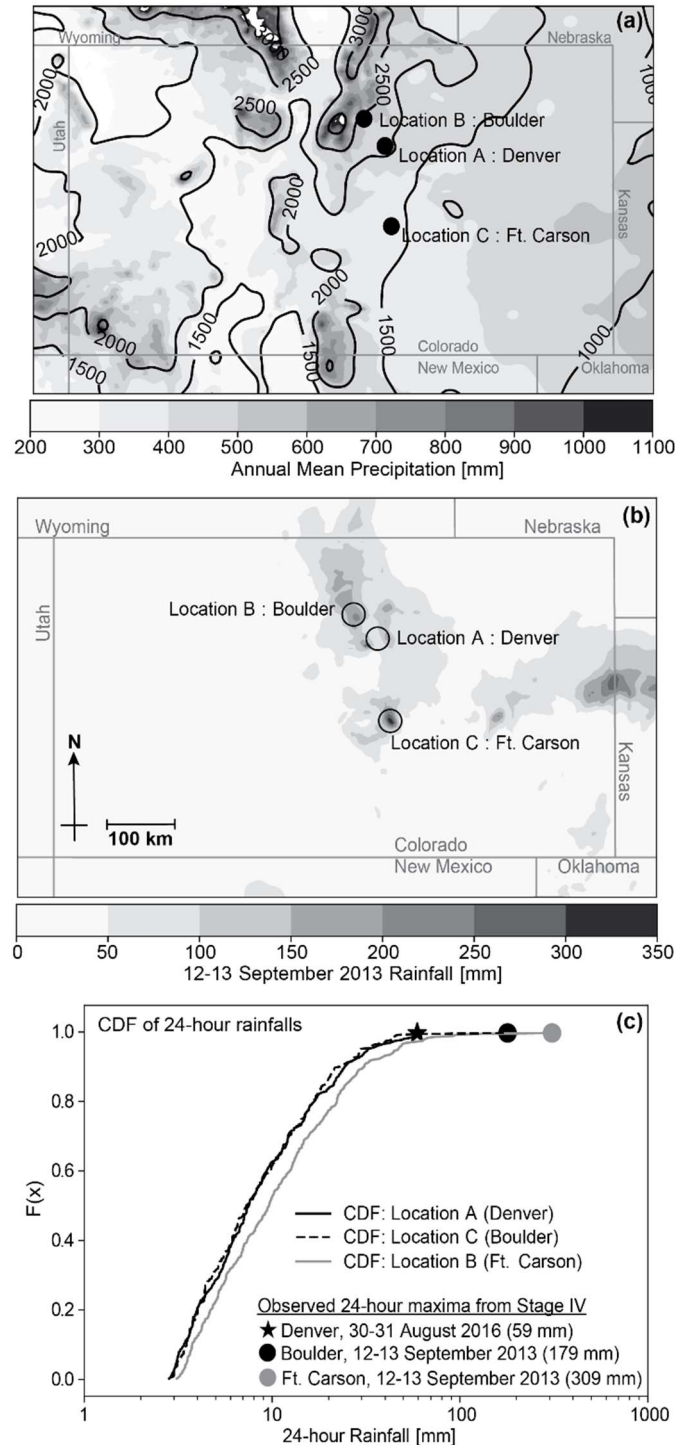 (a)
Wyoming
Nebraska
3000
3000
2500
2500
2000
2500
1000
Location B : Boulder
Location A : Denver
Utah
Kansas
2000
2000
Location C : Ft. Carson
2000
1500
2000
1500
1500
1500
1000
Colorado
New Mexico
Oklahoma
200 300 400 500 600 700 800 900 1000 1100
Annual Mean Precipitation [mm]
(b)
Wyoming
Nebraska
Utah
Location B : Boulder
Location A : Denver
Location C : Ft. Carson
Kansas
N
100 km
Colorado
New Mexico
Oklahoma
0 50 100 150 200 250 300 350
12-13 September 2013 Rainfall [mm]
CDF of 24-hour rainfalls
(c)
1.0
0.8
0.6
0.4
0.2
0.0
F(x)
CDF: Location A (Denver)
CDF: Location C (Boulder)
CDF: Location B (Ft. Carson)
Observed 24-hour maxima from Stage IV
Denver, 30-31 August 2016 (59 mm)
Boulder, 12-13 September 2013 (179 mm)
Ft. Carson, 12-13 September 2013 (309 mm)
1 10 100 1000
24-hour Rainfall [mm]